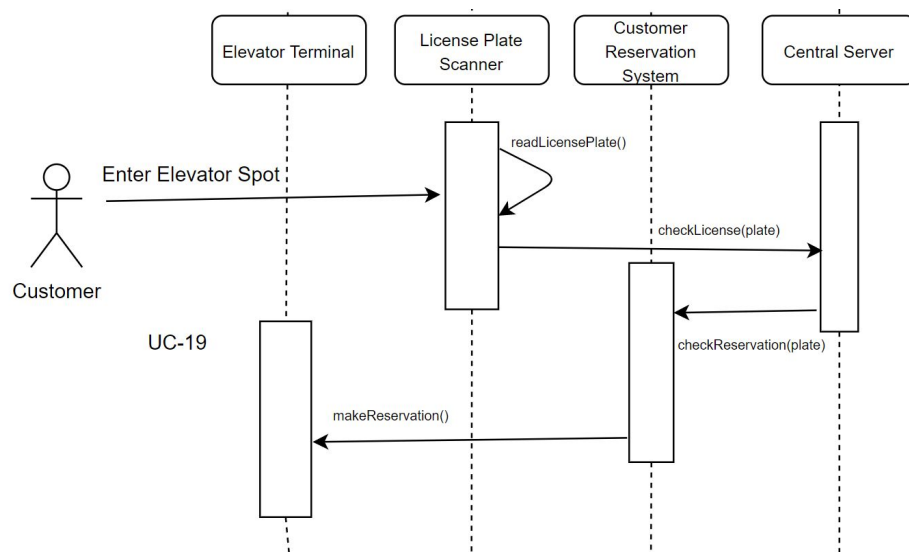 Elevator Terminal
License Plate
Scanner
Customer
Reservation
System
Central Server
readLicensePlate()
Enter Elevator Spot
checkLicense(plate)
Customer
UC-19
checkReservation(plate)
makeReservation()